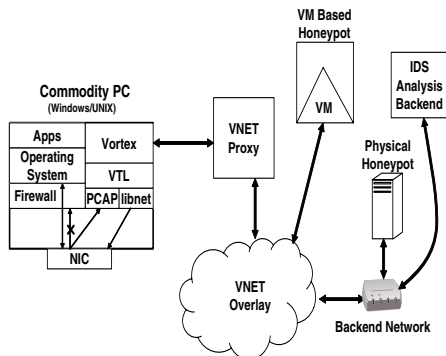 Commodity PC
(Windows/UNIX)
Apps
Operating
System
Firewall
Vortex
VTL
PCAP
libnet
NIC
VNET
Proxy
VM Based
Honeypot
VM
IDS
Analysis
Backend
Physical
Honeypot
VNET
Overlay
Backend Network